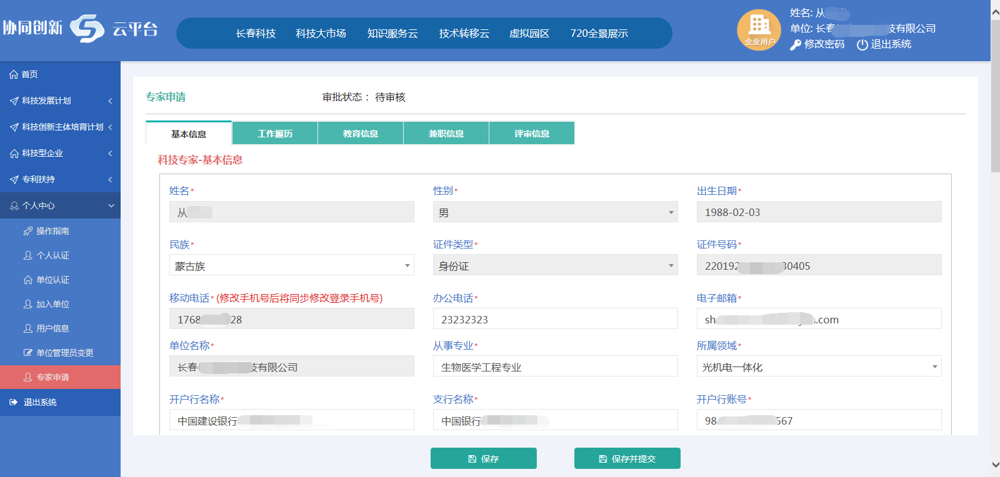 协同创新 云平台
长春科技 科技大市场 知识服务云 技术转移云 虚拟园区 720全景展示
企业用户
姓名: 从
单位: 长春 技有限公司
修改密码 退出系统
首页
科技发展计划
科技创新主体培育计划
科技型企业
专利扶持
个人中心
操作指南
个人认证
单位认证
加入单位
用户信息
单位管理员变更
专家申请
退出系统
专家申请 审批状态： 待审核
基本信息 工作履历 教育信息 兼职信息 评审信息
科技专家-基本信息
姓名* 性别* 出生日期*
从 男 1988-02-03
民族* 证件类型* 证件号码*
蒙古族 身份证 220192 30405
移动电话* (修改手机号后将同步修改登录手机号) 办公电话* 电子邮箱*
1768 28 23232323 sh .com
单位名称* 从事专业* 所属领域*
长春 技有限公司 生物医学工程专业 光机电一体化
开户行名称* 支行名称* 开户行账号*
中国建设银行 中国银行 98 567
保存 保存并提交